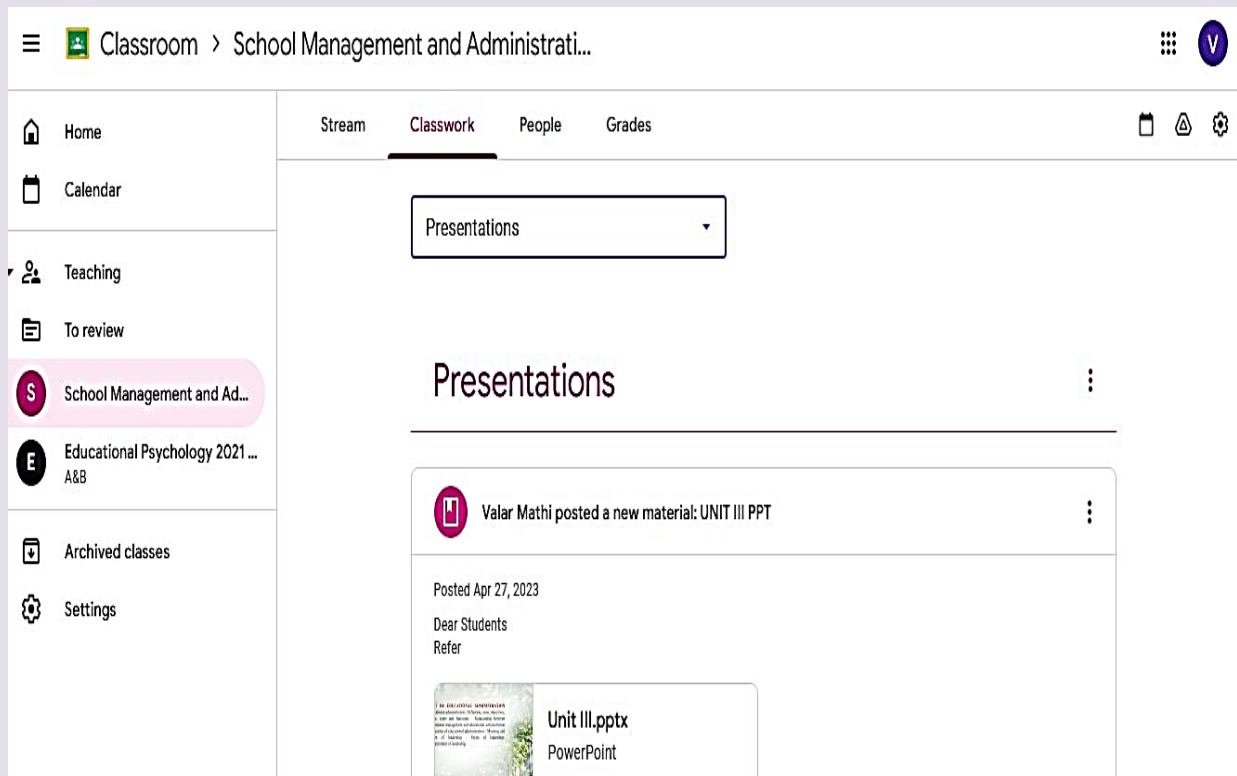 Classroom > School Management and Administrati...
V
Home
Calendar
Teaching
To review
S School Management and Ad...
E Educational Psychology 2021 ...
A&B
Archived classes
Settings
Stream Classwork People Grades
Presentations
Presentations
Valar Mathi posted a new material: UNIT III PPT
Posted Apr 27, 2023
Dear Students
Refer
Unit III.pptx
PowerPoint